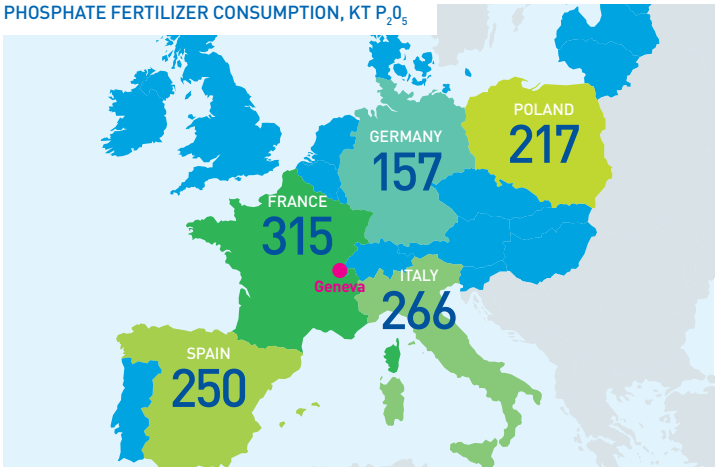 PHOSPHATE FERTILIZER CONSUMPTION, KT P₂O₅
POLAND
217
GERMANY
157
FRANCE
315
Geneva
ITALY
266
SPAIN
250